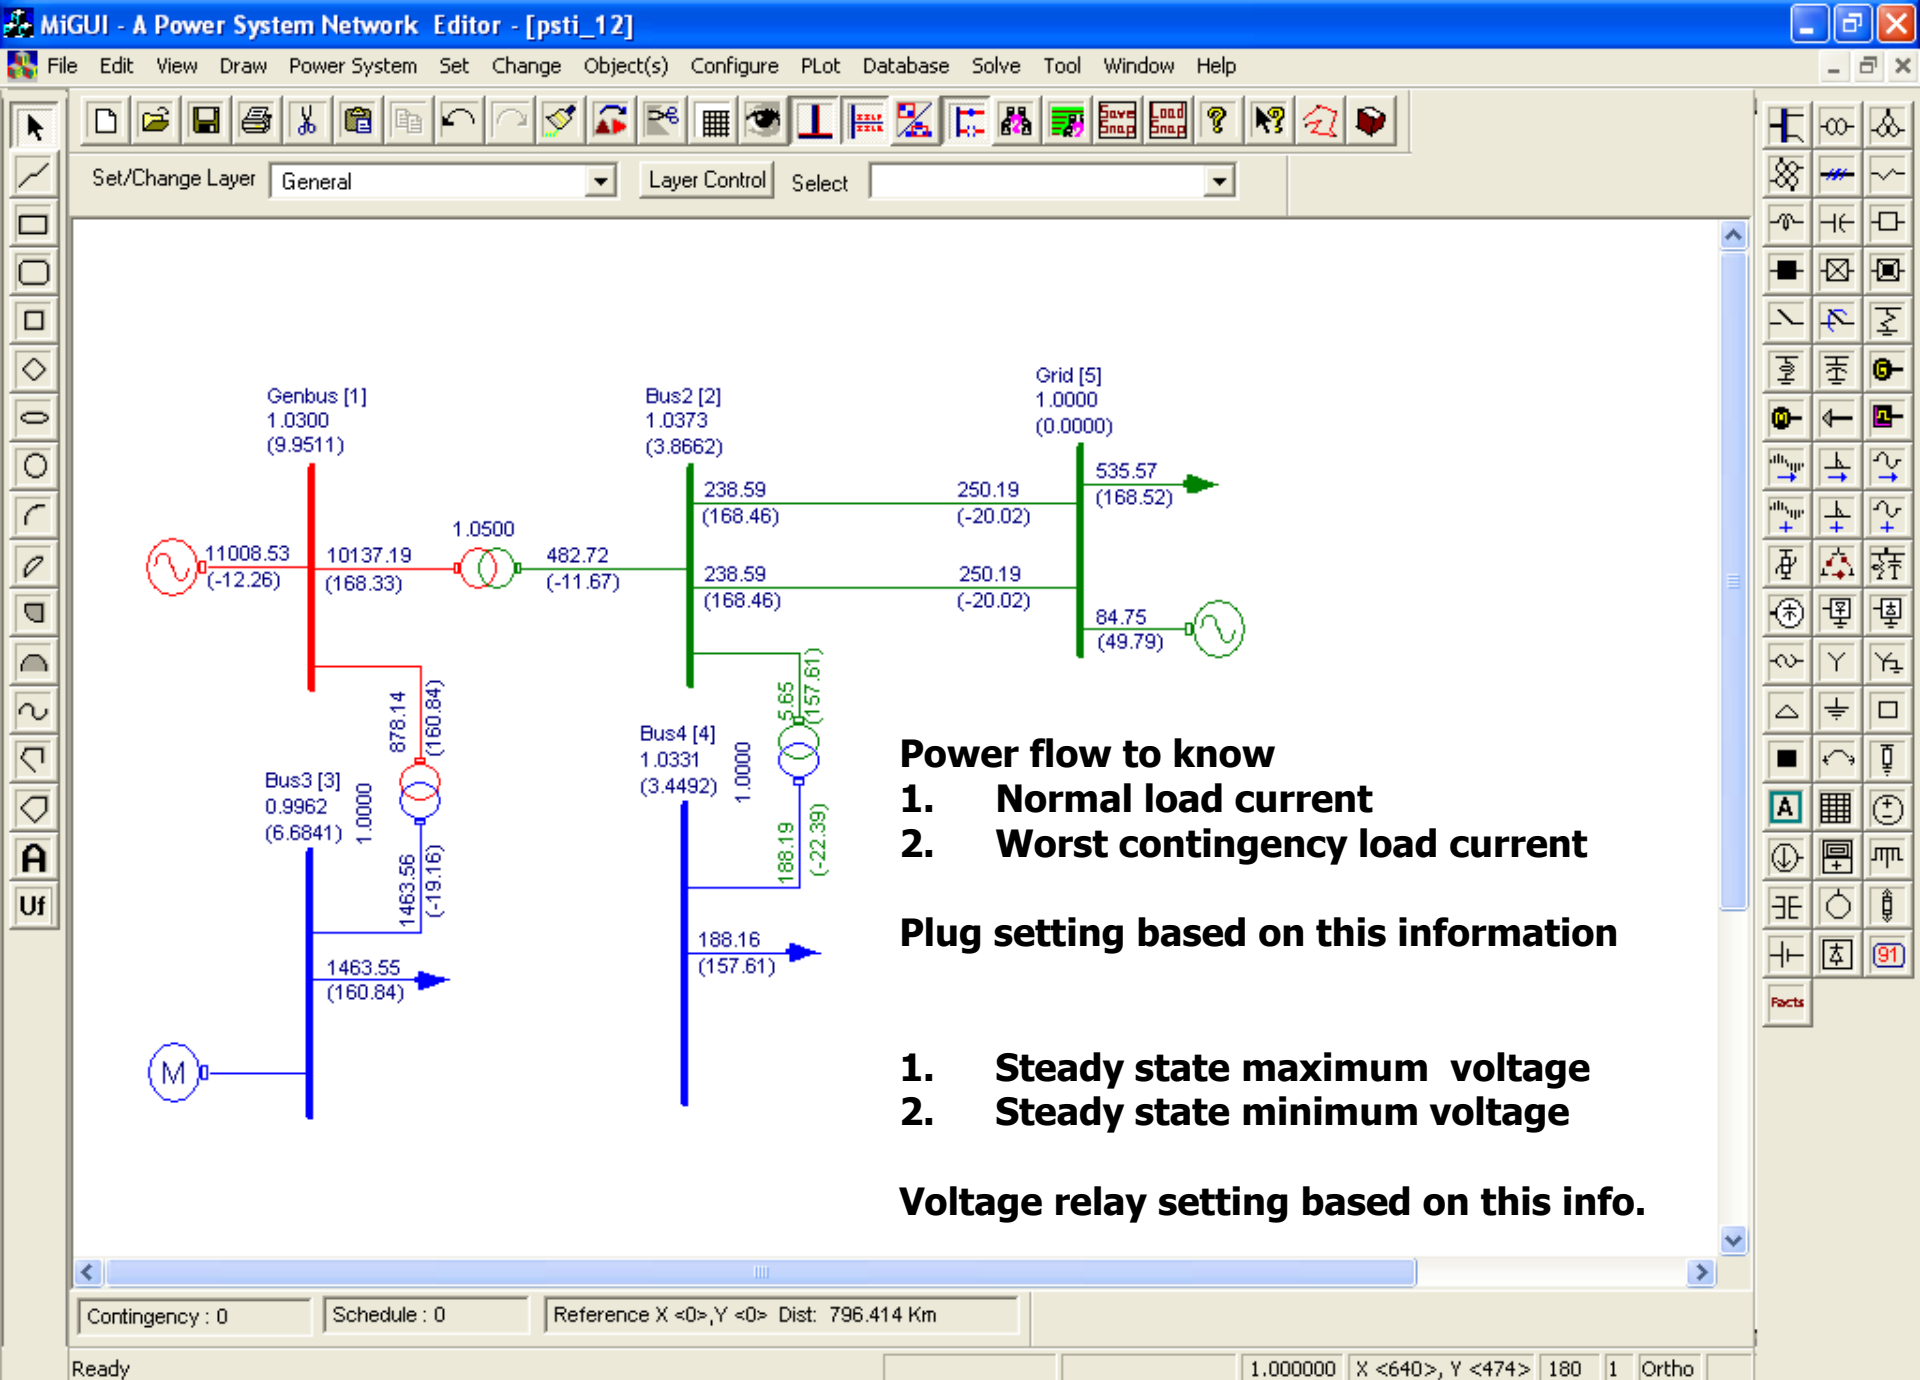 MiGUI - A Power System Network Editor - [psti_12]
File Edit View Draw Power System Set Change Object(s) Configure PLot Database Solve Tool Window Help
Save Snap
Load Snap
Set/Change Layer General Layer Control Select
Grid [5]
1.0000
(0.0000)
Genbus [1]
1.0300
(9.9511)
Bus2 [2]
1.0373
(3.8662)
535.57
(168.52)
238.59
(168.46)
250.19
(-20.02)
1.0500
11008.53
(-12.26)
10137.19
(168.33)
482.72
(-11.67)
238.59
(168.46)
250.19
(-20.02)
84.75
(49.79)
878.14
(160.84)
5.65
(157.61)
Bus4 [4]
1.0331
(3.4492)
1.0000
Bus3 [3]
0.9962
(6.6841)
1.0000
188.19
(-22.39)
1463.56
(-19.16)
188.16
(157.61)
1463.55
(160.84)
M
Power flow to know
1. Normal load current
2. Worst contingency load current
Plug setting based on this information
1. Steady state maximum voltage
2. Steady state minimum voltage
Voltage relay setting based on this info.
A
Uf
G
A
91
Facts
Contingency : 0 Schedule : 0 Reference X <0>,Y <0> Dist: 796.414 Km
Ready 1.000000 X <640>, Y <474> 180 1 Ortho